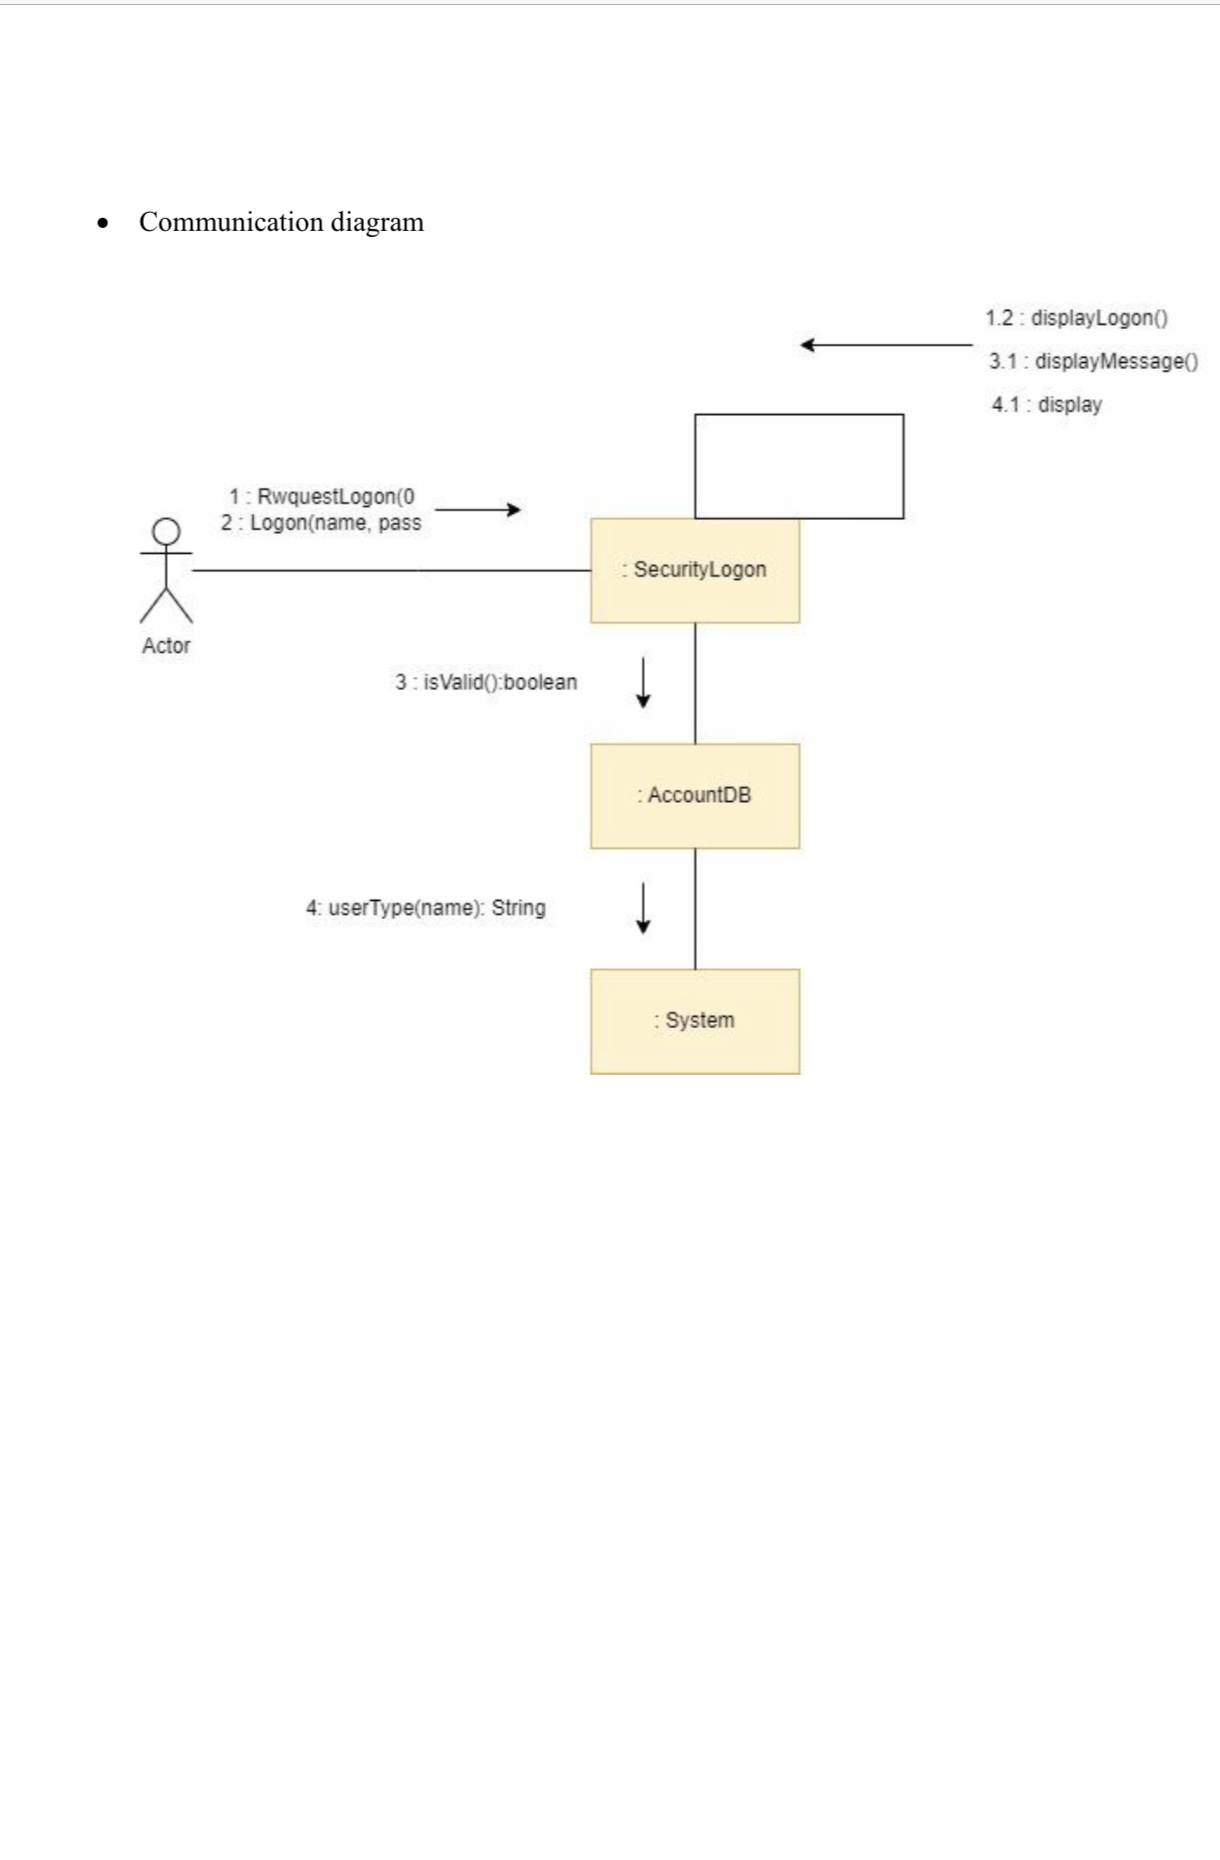 Communication diagram
1.2 : displayLogon()
3.1 : displayMessage()
4.1 : display
1 : RwquestLogon(0
2 : Logon(name, pass
: SecurityLogon
Actor
3 : isValid():boolean
: AccountDB
4: userType(name): String
: System